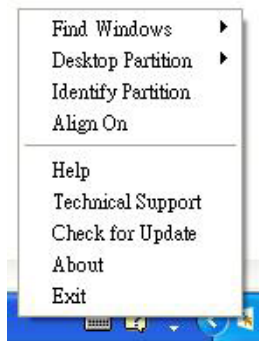 Find Windows
Desktop Partition
Identify Partition
Align On
Help
Technical Support
Check for Update
About
Exit